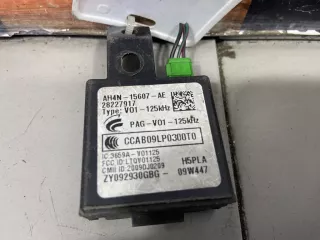 AH4N-15607-AE
28227917
Type: V01-125kHz
PAG-V01-125kHz
CCAB09LP0300T0
IC:3659A-V01125
FCC ID:LTQV01125
CMII ID:2009DJ0209
H5PLA
ZY092930GBG - 09W447